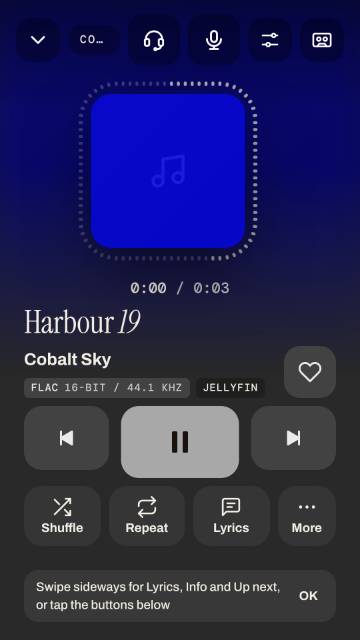 CO…
0:00 / 0:03
Harbour 19
Cobalt Sky
FLAC 16-BIT / 44.1 KHZ JELLYFIN
Shuffle Repeat Lyrics More
Swipe sideways for Lyrics, Info and Up next,
or tap the buttons below
OK